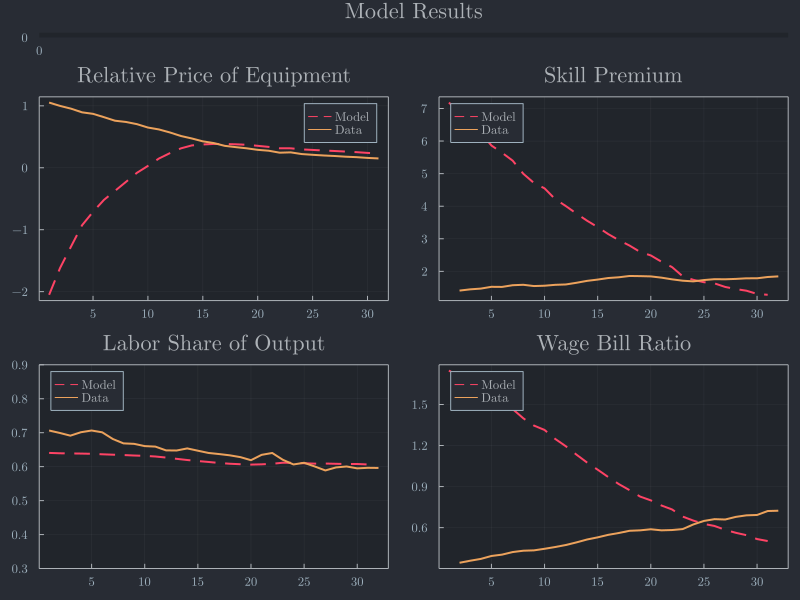 Model Results
0
0
Relative Price of Equipment
1
0
−1
−2
5 10 15 20 25 30
Model
Data
Skill Premium
7
6
5
4
3
2
5 10 15 20 25 30
Model
Data
Labor Share of Output
0.9
0.8
0.7
0.6
0.5
0.4
0.3
5 10 15 20 25 30
Model
Data
Wage Bill Ratio
1.5
1.2
0.9
0.6
5 10 15 20 25 30
Model
Data